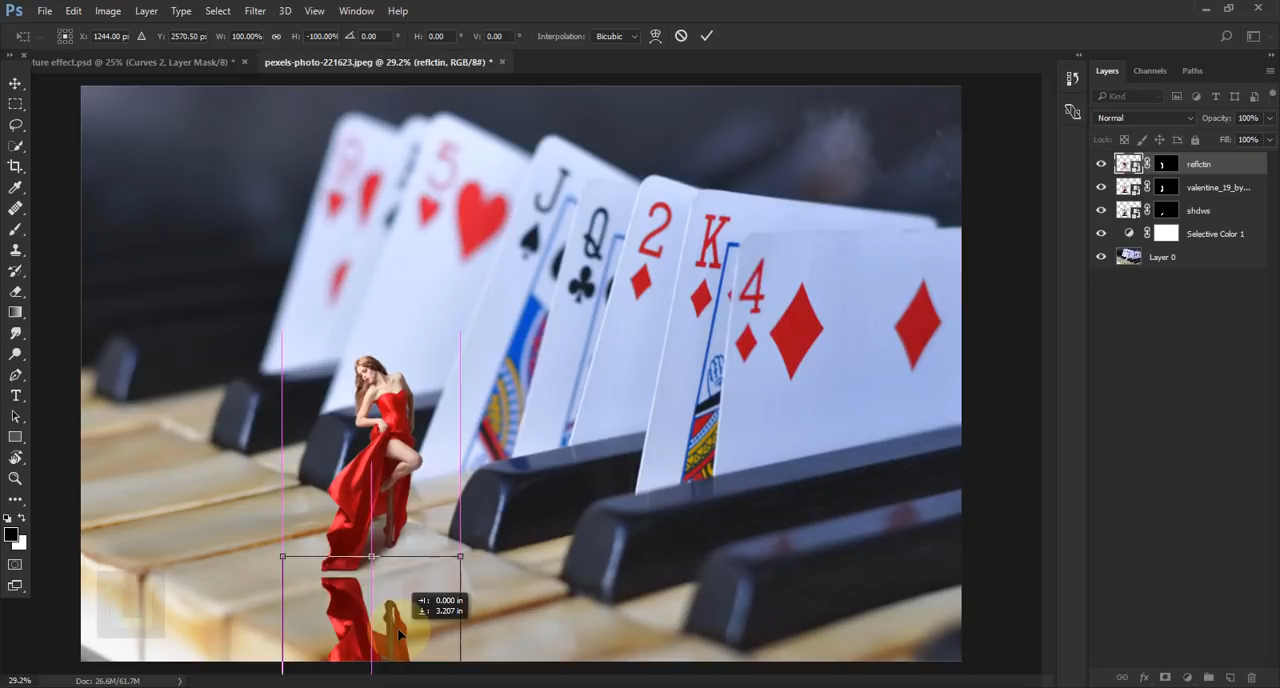 Ps File Edit Image Layer Type Select Filter 3D View Window Help
X: 1244.00 px Y: 2570.50 px W: 100.00% H: -100.00% 0.00 ° H: 0.00 ° V: 0.00 ° Interpolation: Bicubic
ture effect.psd @ 25% (Curves 2, Layer Mask/8) * × pexels-photo-221623.jpeg @ 29.2% (reflctin, RGB/8#) * ×
Layers Channels Paths
Kind
Normal Opacity: 100%
Lock: Fill: 100%
reflctin
valentine_19_by...
shdws
Selective Color 1
Layer 0
5
J
Q
2
K
4
0.000 in
3.207 in
29.2% Doc: 26.6M/61.7M